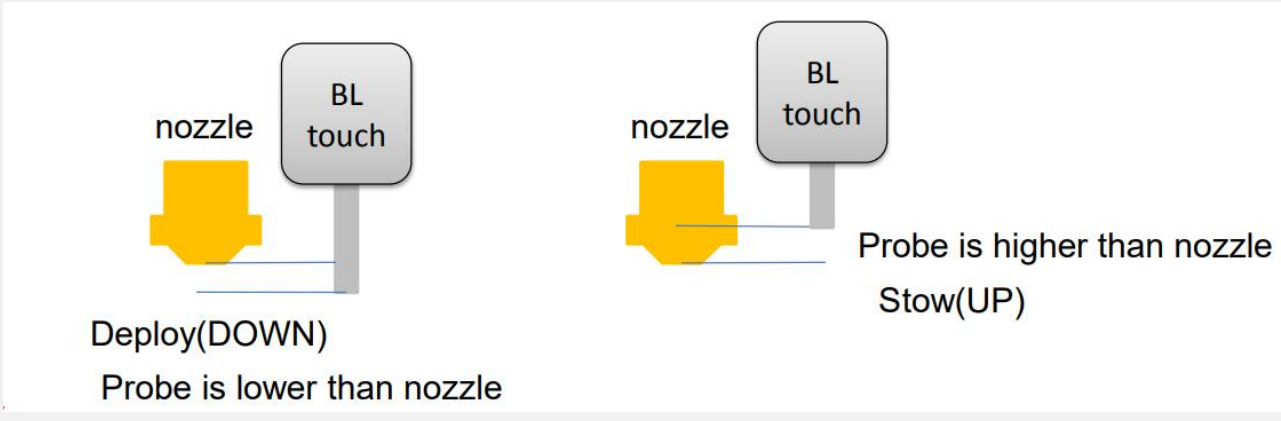 nozzle
BL
touch
Deploy(DOWN)
Probe is lower than nozzle
nozzle
BL
touch
Probe is higher than nozzle
Stow(UP)